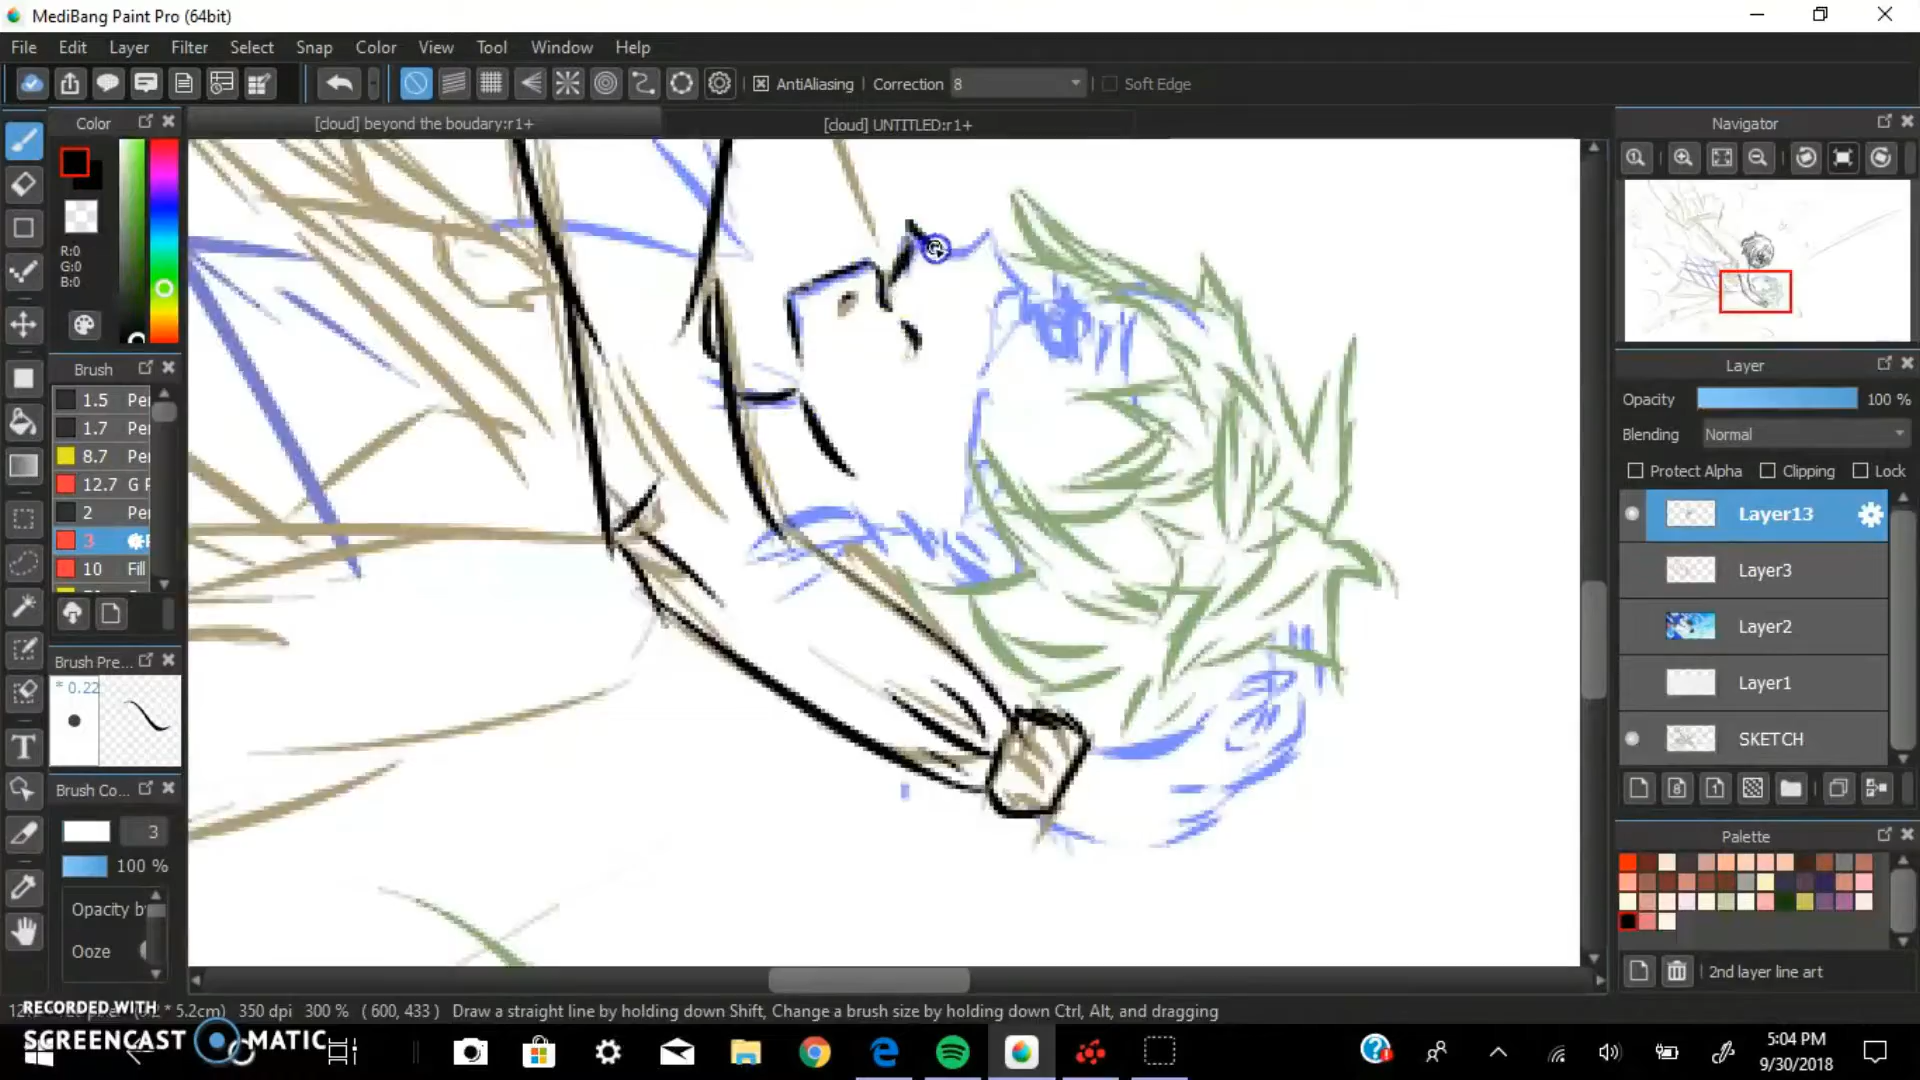 MediBang Paint Pro (64bit)
File Edit Layer Filter Select Snap Color View Tool Window Help
AntiAliasing Correction 8 Soft Edge
[cloud] beyond the boudary:r1+
[cloud] UNTITLED:r1+
Color
R:0
G:0
B:0
Brush
1.5 Per
1.7
8.7
12.7 G P
2
3
10 Fill
Brush Pre...
* 0.22
Brush Co...
3
100 %
Opacity by
Ooze
Navigator
Layer
Opacity 100 %
Blending Normal
Protect Alpha Clipping Lock
Layer13
Layer3
Layer2
Layer1
SKETCH
Palette
2nd layer line art
5.2cm) 350 dpi 300 % ( 600, 433 ) Draw a straight line by holding down Shift, Change a brush size by holding down Ctrl, Alt, and dragging
RECORDED WITH
SCREENCAST MATIC
5:04 PM
9/30/2018